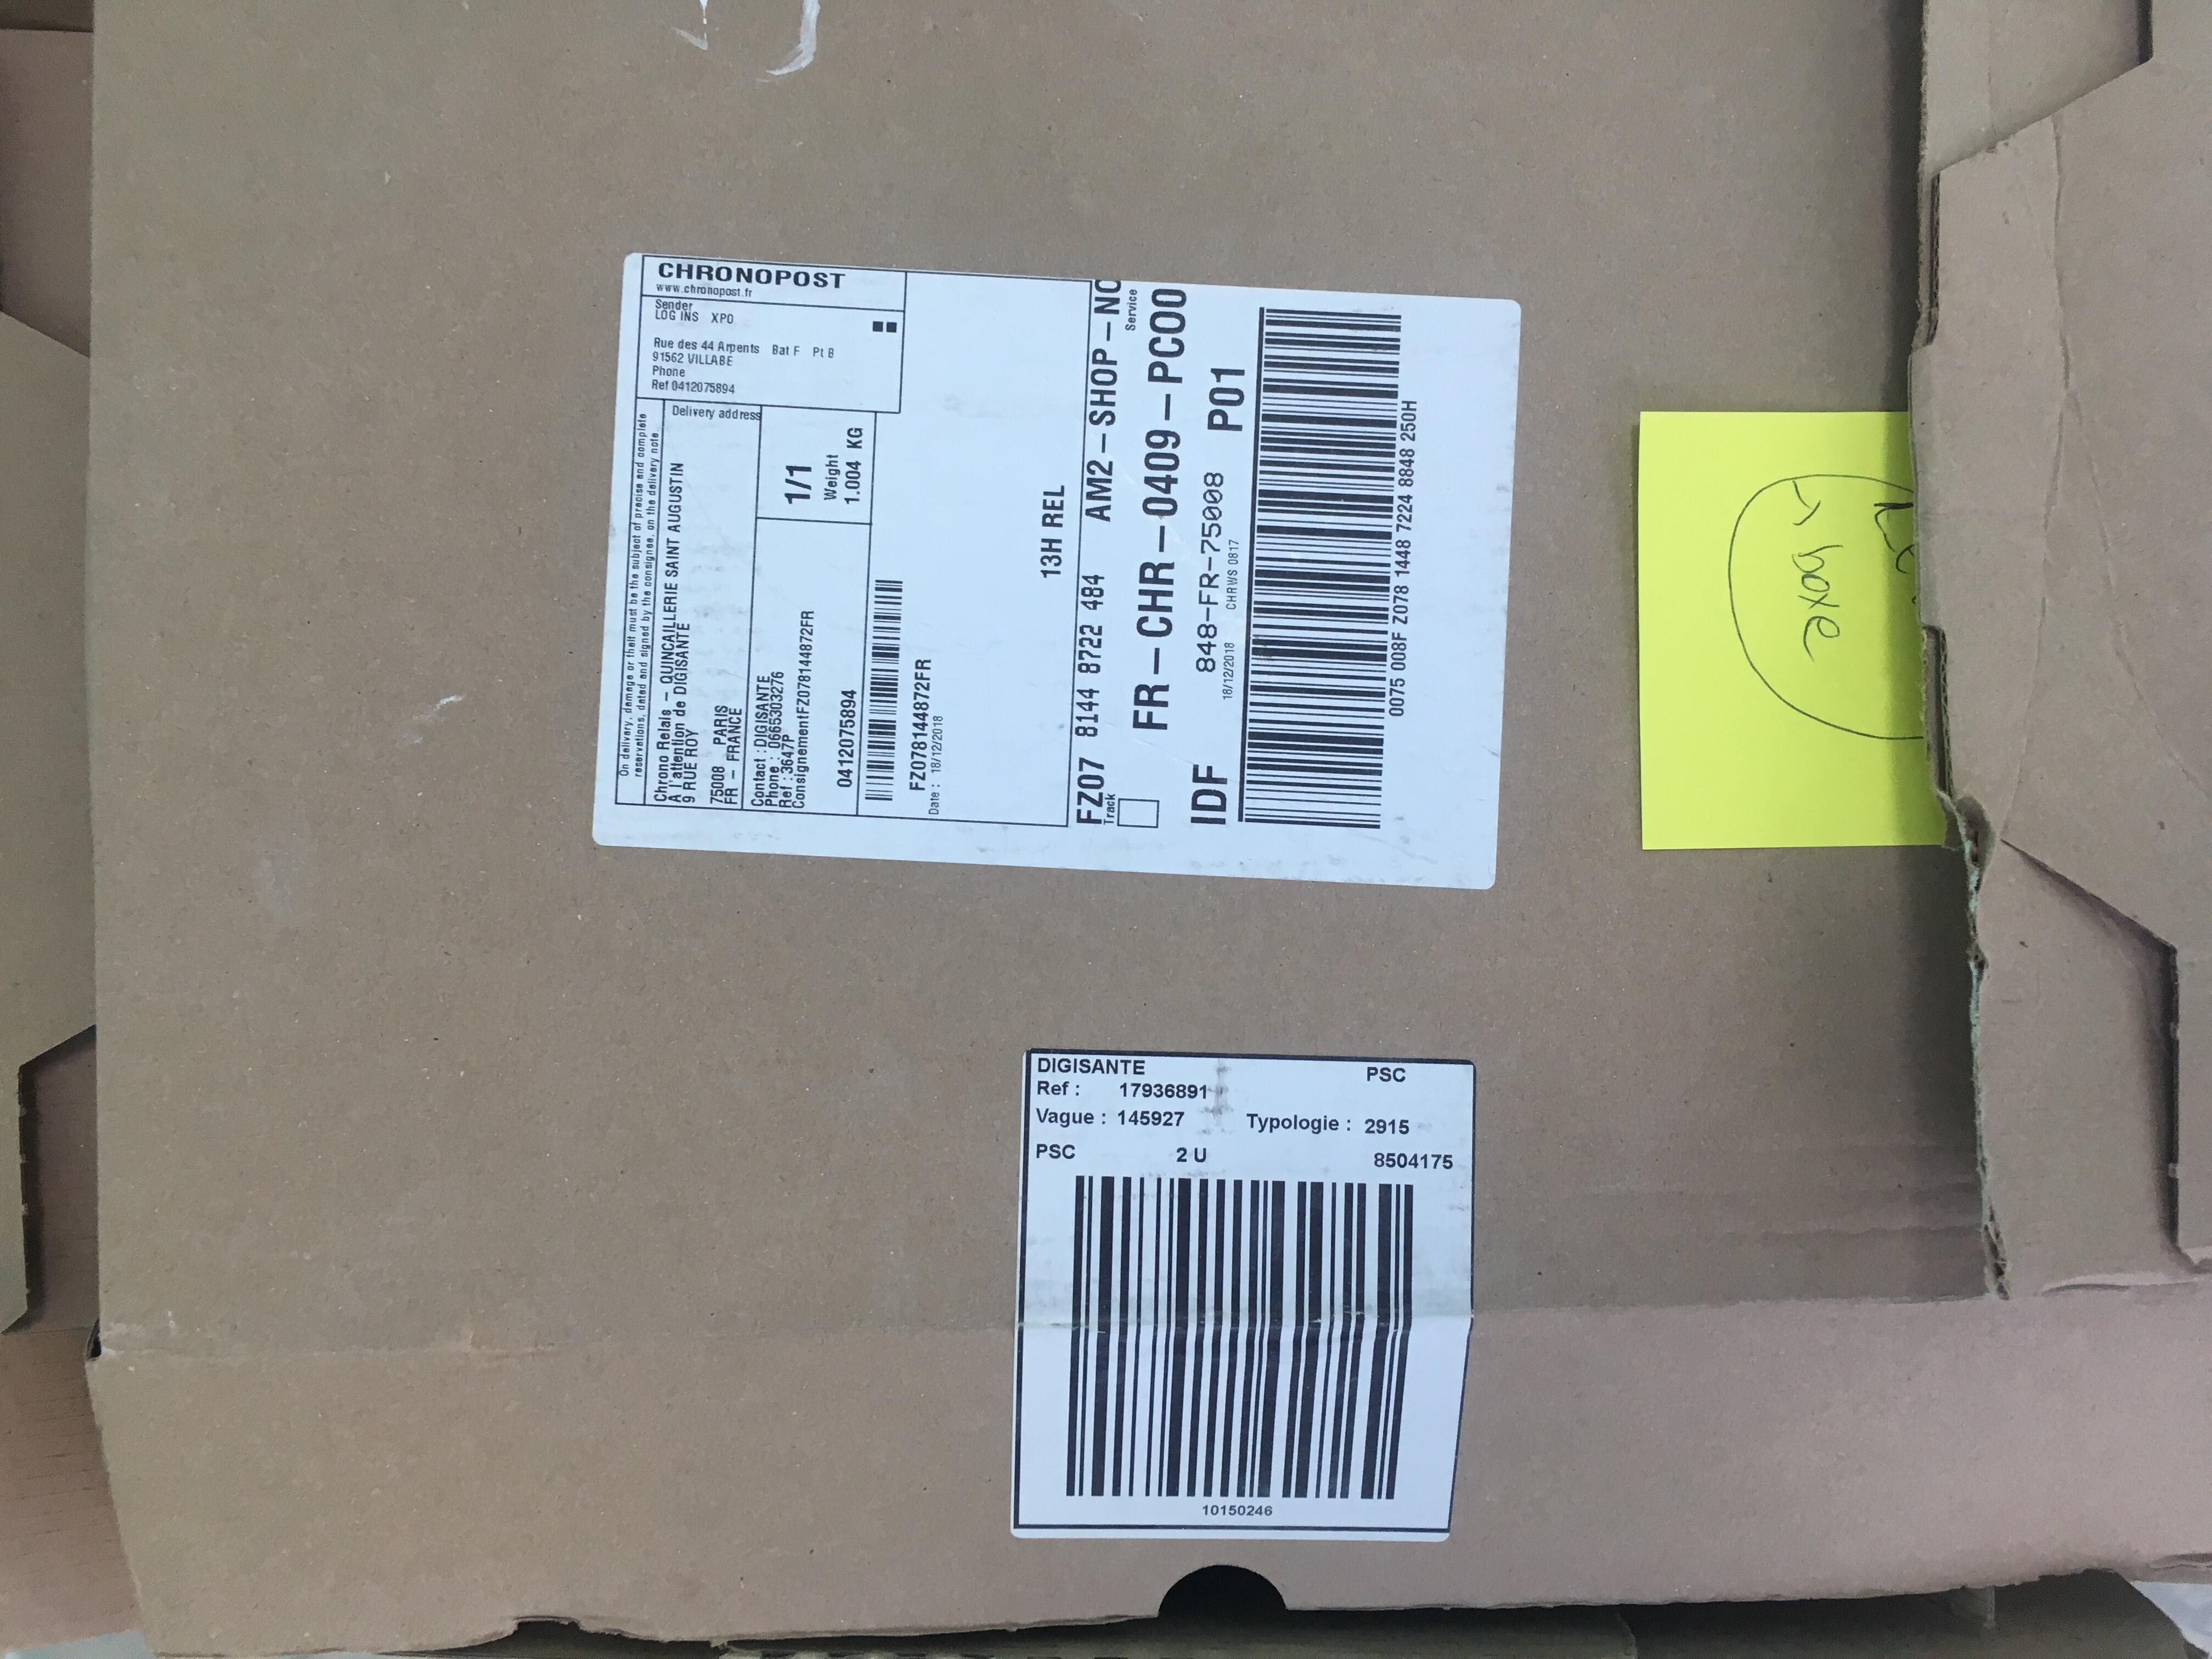 CHRONOPOST
www.chronopost.fr
Sender
LOG INS XPO
Rue des 44 Arpents Bat F Pt B
91562 VILLABE
Phone
Ref 0412075894
On delivery, damage or theft must be the subject of precise and complete
reservations, dated and signed by the consignee, on the delivery note.
Delivery address
Chrono Relais - QUINCAILLERIE SAINT AUGUSTIN
A l'attention de DIGISANTE
9 RUE ROY
75008 PARIS
FR - FRANCE
Contact : DIGISANTE
Phone : 0665303276
Ref : 3647P
ConsignementFZ078144872FR
1/1
Weight
1.004 KG
0412075894
FZ078144872FR
Date : 18/12/2018
13H REL
FZ07 8144 8722 484 AM2-SHOP-NO
Track
Service
FR-CHR-0409-PC00
IDF 848-FR-75008 P01
18/12/2018 CHRWS 0817
0075 008F Z078 1448 7224 8848 250H
boxe
DIGISANTE PSC
Ref : 17936891
Vague : 145927 Typologie : 2915
PSC 2 U 8504175
10150246